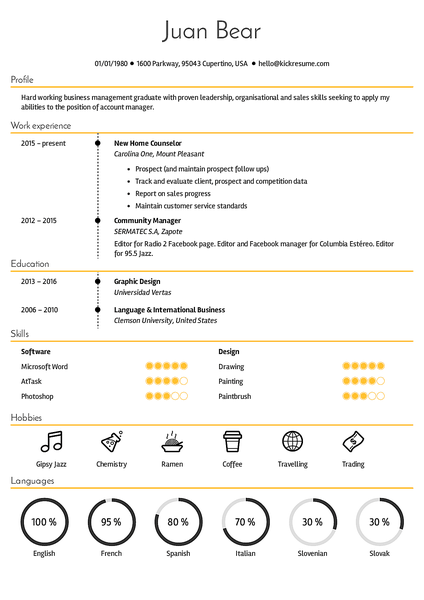 Juan Bear
01/01/1980 ● 1600 Parkway, 95043 Cupertino, USA ● hello@kickresume.com
Profile
Hard working business management graduate with proven leadership, organisational and sales skills seeking to apply my
abilities to the position of account manager.
Work experience
2015 – present
New Home Counselor
Carolina One, Mount Pleasant
• Prospect (and maintain prospect follow ups)
• Track and evaluate client, prospect and competition data
• Report on sales progress
• Maintain customer service standards
2012 – 2015
Community Manager
SERMATEC S.A, Zapote
Editor for Radio 2 Facebook page. Editor and Facebook manager for Columbia Estéreo. Editor
for 95.5 Jazz.
Education
2013 – 2016
Graphic Design
Universidad Vertas
2006 – 2010
Language & International Business
Clemson University, United States
Skills
Software
Microsoft Word
AtTask
Photoshop
Design
Drawing
Painting
Paintbrush
Hobbies
Gipsy Jazz Chemistry Ramen Coffee Travelling Trading
Languages
100 % 95 % 80 % 70 % 30 % 30 %
English French Spanish Italian Slovenian Slovak